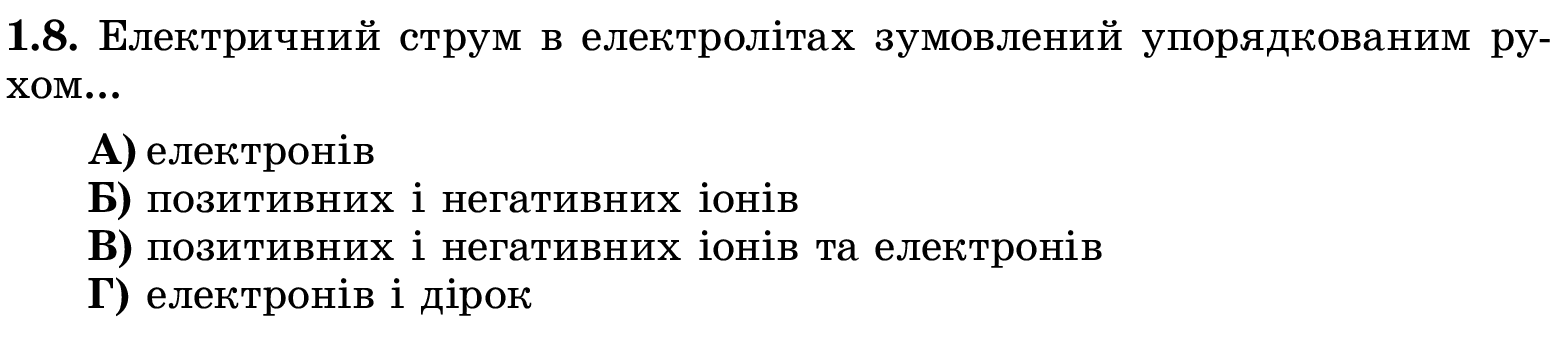 1.8. Електричний струм в електролітах зумовлений упорядкованим ру-
хом...
А) електронів
Б) позитивних і негативних іонів
В) позитивних і негативних іонів та електронів
Г) електронів і дірок